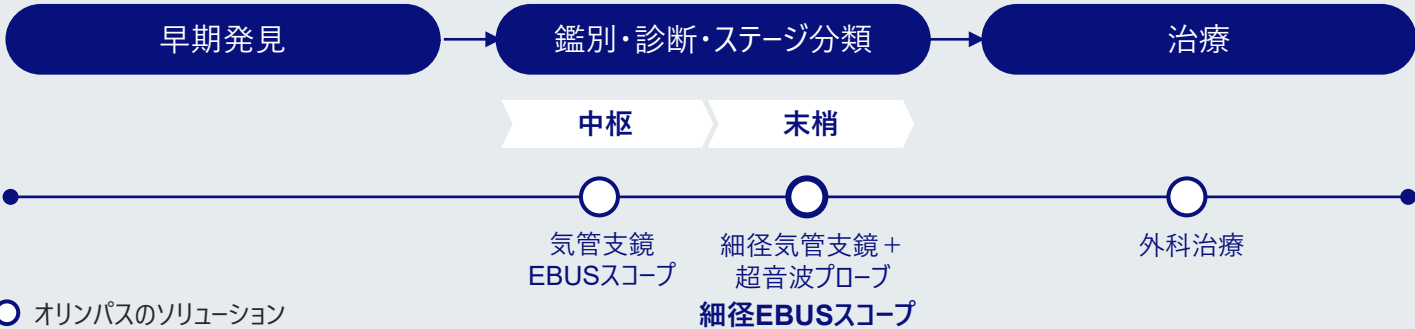 早期発見
鑑別・診断・ステージ分類
治療
中枢
末梢
気管支鏡
EBUSスコープ
細径気管支鏡＋
超音波プローブ
細径EBUSスコープ
外科治療
オリンパスのソリューション